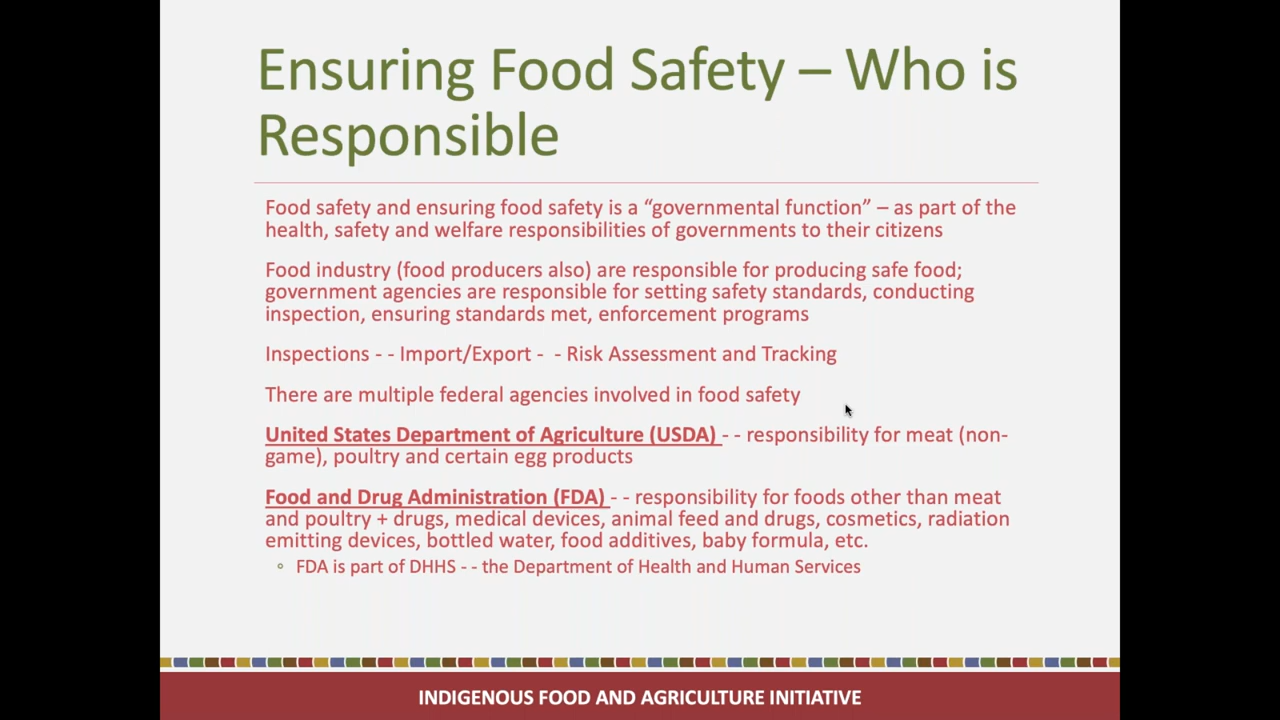 Ensuring Food Safety – Who is
Responsible
Food safety and ensuring food safety is a “governmental function” – as part of the
health, safety and welfare responsibilities of governments to their citizens
Food industry (food producers also) are responsible for producing safe food;
government agencies are responsible for setting safety standards, conducting
inspection, ensuring standards met, enforcement programs
Inspections - - Import/Export -  - Risk Assessment and Tracking
There are multiple federal agencies involved in food safety
United States Department of Agriculture (USDA) - - responsibility for meat (non-
game), poultry and certain egg products
Food and Drug Administration (FDA) - - responsibility for foods other than meat
and poultry + drugs, medical devices, animal feed and drugs, cosmetics, radiation
emitting devices, bottled water, food additives, baby formula, etc.
◦ FDA is part of DHHS - - the Department of Health and Human Services
INDIGENOUS FOOD AND AGRICULTURE INITIATIVE